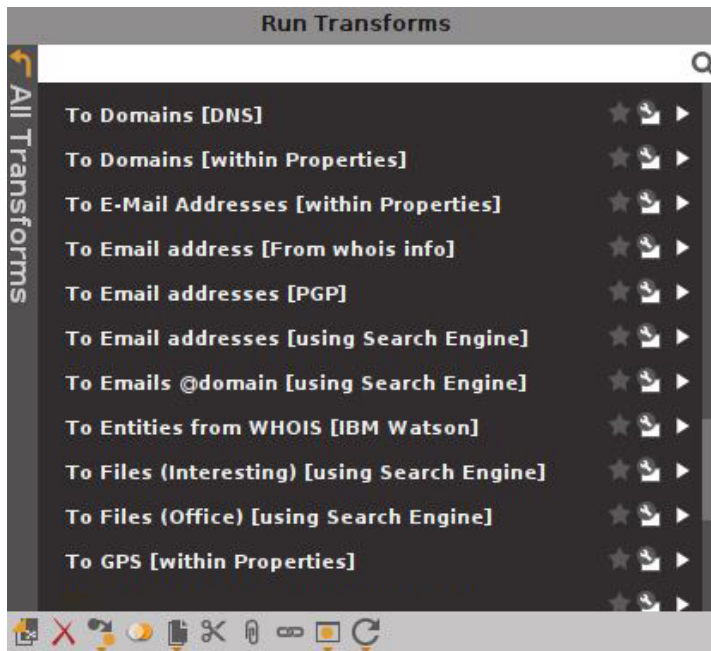 Run Transforms
All Transforms
To Domains [DNS]
To Domains [within Properties]
To E-Mail Addresses [within Properties]
To Email address [From whois info]
To Email addresses [PGP]
To Email addresses [using Search Engine]
To Emails @domain [using Search Engine]
To Entities from WHOIS [IBM Watson]
To Files (Interesting) [using Search Engine]
To Files (Office) [using Search Engine]
To GPS [within Properties]